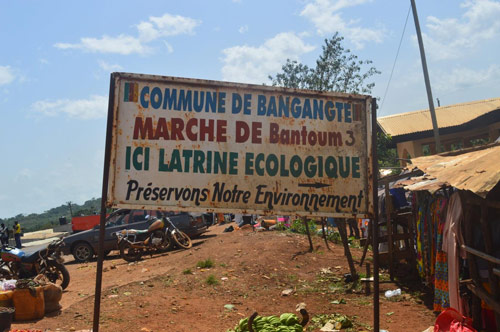 COMMUNE DE BANGANGTE
MARCHE DE Bantoum 3
ICI LATRINE ECOLOGIQUE
Préservons Notre Environnement